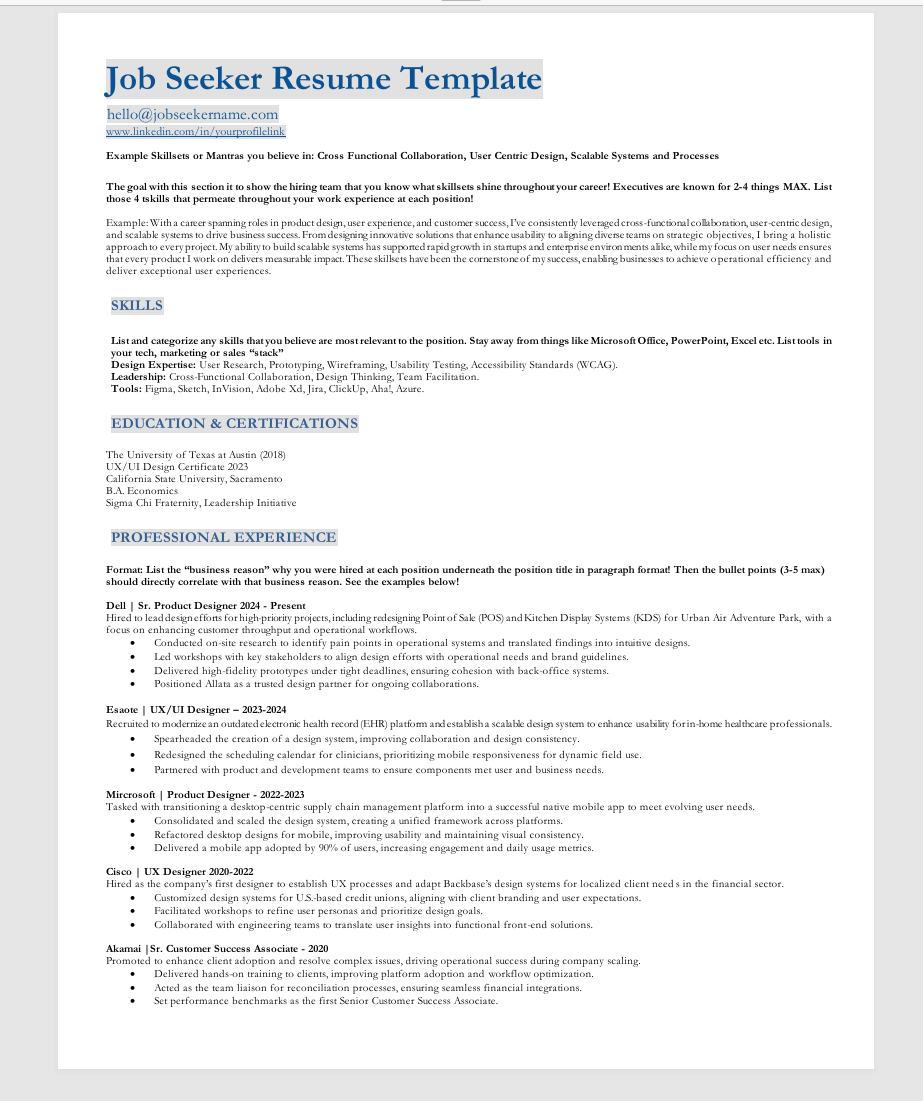 Job Seeker Resume Template
hello@jobseekername.com
www.linkedin.com/in/yourprofilelink
Example Skillsets or Mantras you believe in: Cross Functional Collaboration, User Centric Design, Scalable Systems and Processes
The goal with this section it to show the hiring team that you know what skillsets shine throughout your career! Executives are known for 2-4 things MAX. List
those 4 tskills that permeate throughout your work experience at each position!
Example: With a career spanning roles in product design, user experience, and customer success, I've consistently leveraged cross-functional collaboration, user-centric design,
and scalable systems to drive business success. From designing innovative solutions that enhance usability to aligning diverse teams on strategic objectives, I bring a holistic
approach to every project. My ability to build scalable systems has supported rapid growth in startups and enterprise environments alike, while my focus on user needs ensures
that every product I work on delivers measurable impact. These skillsets have been the cornerstone of my success, enabling businesses to achieve operational efficiency and
deliver exceptional user experiences.
SKILLS
List and categorize any skills that you believe are most relevant to the position. Stay away from things like Microsoft Office, PowerPoint, Excel etc. List tools in
your tech, marketing or sales “stack”
Design Expertise: User Research, Prototyping, Wireframing, Usability Testing, Accessibility Standards (WCAG).
Leadership: Cross-Functional Collaboration, Design Thinking, Team Facilitation.
Tools: Figma, Sketch, InVision, Adobe Xd, Jira, ClickUp, Aha!, Azure.
EDUCATION & CERTIFICATIONS
The University of Texas at Austin (2018)
UX/UI Design Certificate 2023
California State University, Sacramento
B.A. Economics
Sigma Chi Fraternity, Leadership Initiative
PROFESSIONAL EXPERIENCE
Format: List the “business reason” why you were hired at each position underneath the position title in paragraph format! Then the bullet points (3-5 max)
should directly correlate with that business reason. See the examples below!
Dell | Sr. Product Designer 2024 - Present
Hired to lead design efforts for high-priority projects, including redesigning Point of Sale (POS) and Kitchen Display Systems (KDS) for Urban Air Adventure Park, with a
focus on enhancing customer throughput and operational workflows.
• Conducted on-site research to identify pain points in operational systems and translated findings into intuitive designs.
• Led workshops with key stakeholders to align design efforts with operational needs and brand guidelines.
• Delivered high-fidelity prototypes under tight deadlines, ensuring cohesion with back-office systems.
• Positioned Allata as a trusted design partner for ongoing collaborations.
Esaote | UX/UI Designer – 2023-2024
Recruited to modernize an outdated electronic health record (EHR) platform and establish a scalable design system to enhance usability for in-home healthcare professionals.
• Spearheaded the creation of a design system, improving collaboration and design consistency.
• Redesigned the scheduling calendar for clinicians, prioritizing mobile responsiveness for dynamic field use.
• Partnered with product and development teams to ensure components met user and business needs.
Mircrosoft | Product Designer - 2022-2023
Tasked with transitioning a desktop-centric supply chain management platform into a successful native mobile app to meet evolving user needs.
• Consolidated and scaled the design system, creating a unified framework across platforms.
• Refactored desktop designs for mobile, improving usability and maintaining visual consistency.
• Delivered a mobile app adopted by 90% of users, increasing engagement and daily usage metrics.
Cisco | UX Designer 2020-2022
Hired as the company's first designer to establish UX processes and adapt Backbase's design systems for localized client needs in the financial sector.
• Customized design systems for U.S.-based credit unions, aligning with client branding and user expectations.
• Facilitated workshops to refine user personas and prioritize design goals.
• Collaborated with engineering teams to translate user insights into functional front-end solutions.
Akamai |Sr. Customer Success Associate - 2020
Promoted to enhance client adoption and resolve complex issues, driving operational success during company scaling.
• Delivered hands-on training to clients, improving platform adoption and workflow optimization.
• Acted as the team liaison for reconciliation processes, ensuring seamless financial integrations.
• Set performance benchmarks as the first Senior Customer Success Associate.